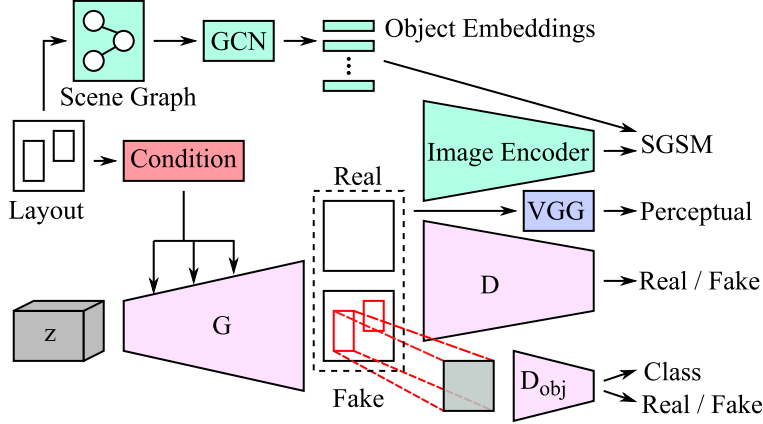 GCN
Object Embeddings
Scene Graph
Image Encoder
SGSM
Condition
Layout
Real
VGG
Perceptual
D
Real / Fake
G
z
Fake
Dobj
Class
Real / Fake